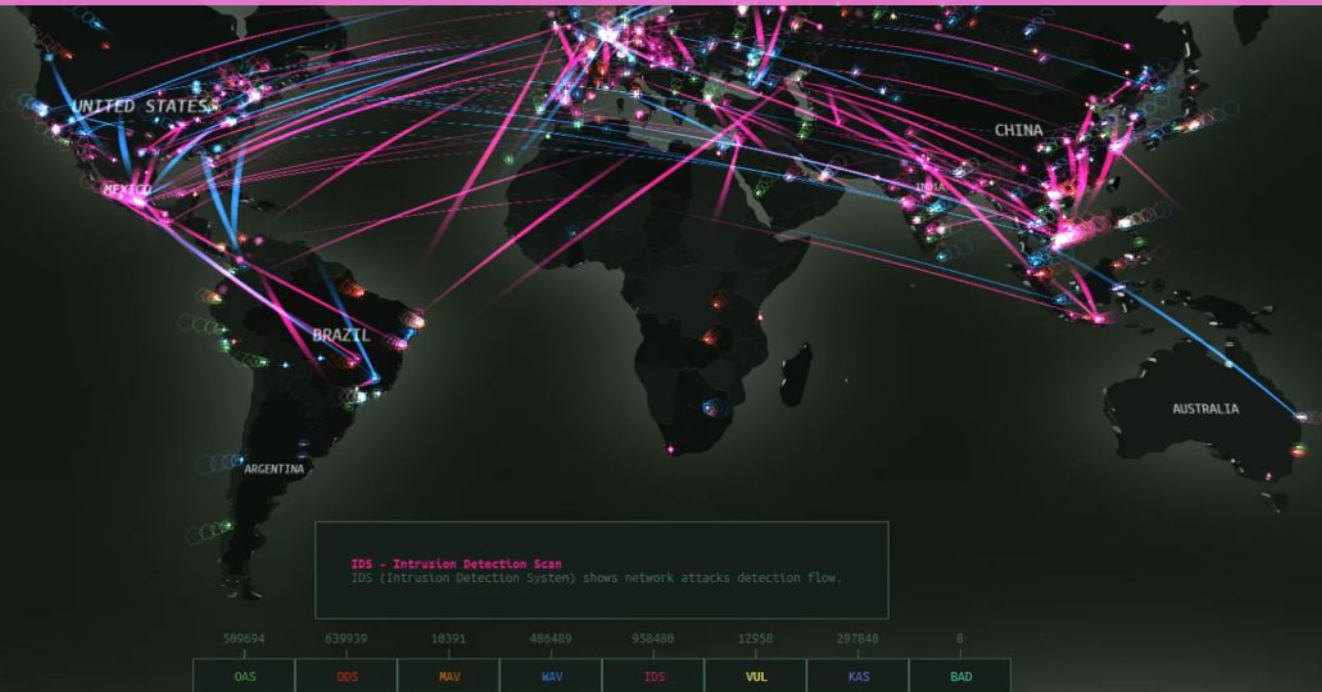 UNITED STATES
CHINA
MEXICO
INDIA
BRAZIL
AUSTRALIA
ARGENTINA
IDS - Intrusion Detection Scan
IDS (Intrusion Detection System) shows network attacks detection flow.
509694 639939 10391 486489 958480 12958 297848 8
OAS ODS MAV WAV IDS VUL KAS BAD